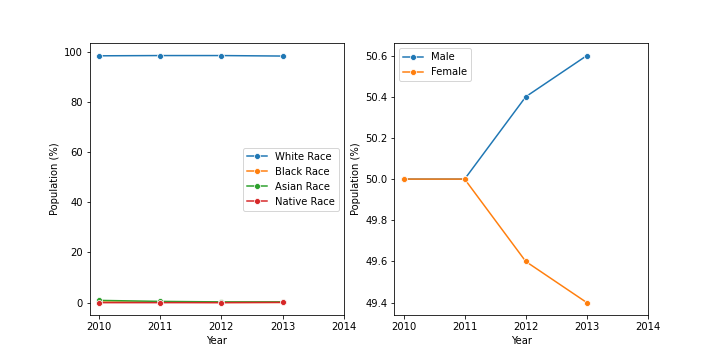 100
80
60
40
20
0
Population (%)
2010 2011 2012 2013 2014
Year
White Race
Black Race
Asian Race
Native Race
50.6
50.4
50.2
50.0
49.8
49.6
49.4
Population (%)
2010 2011 2012 2013 2014
Year
Male
Female